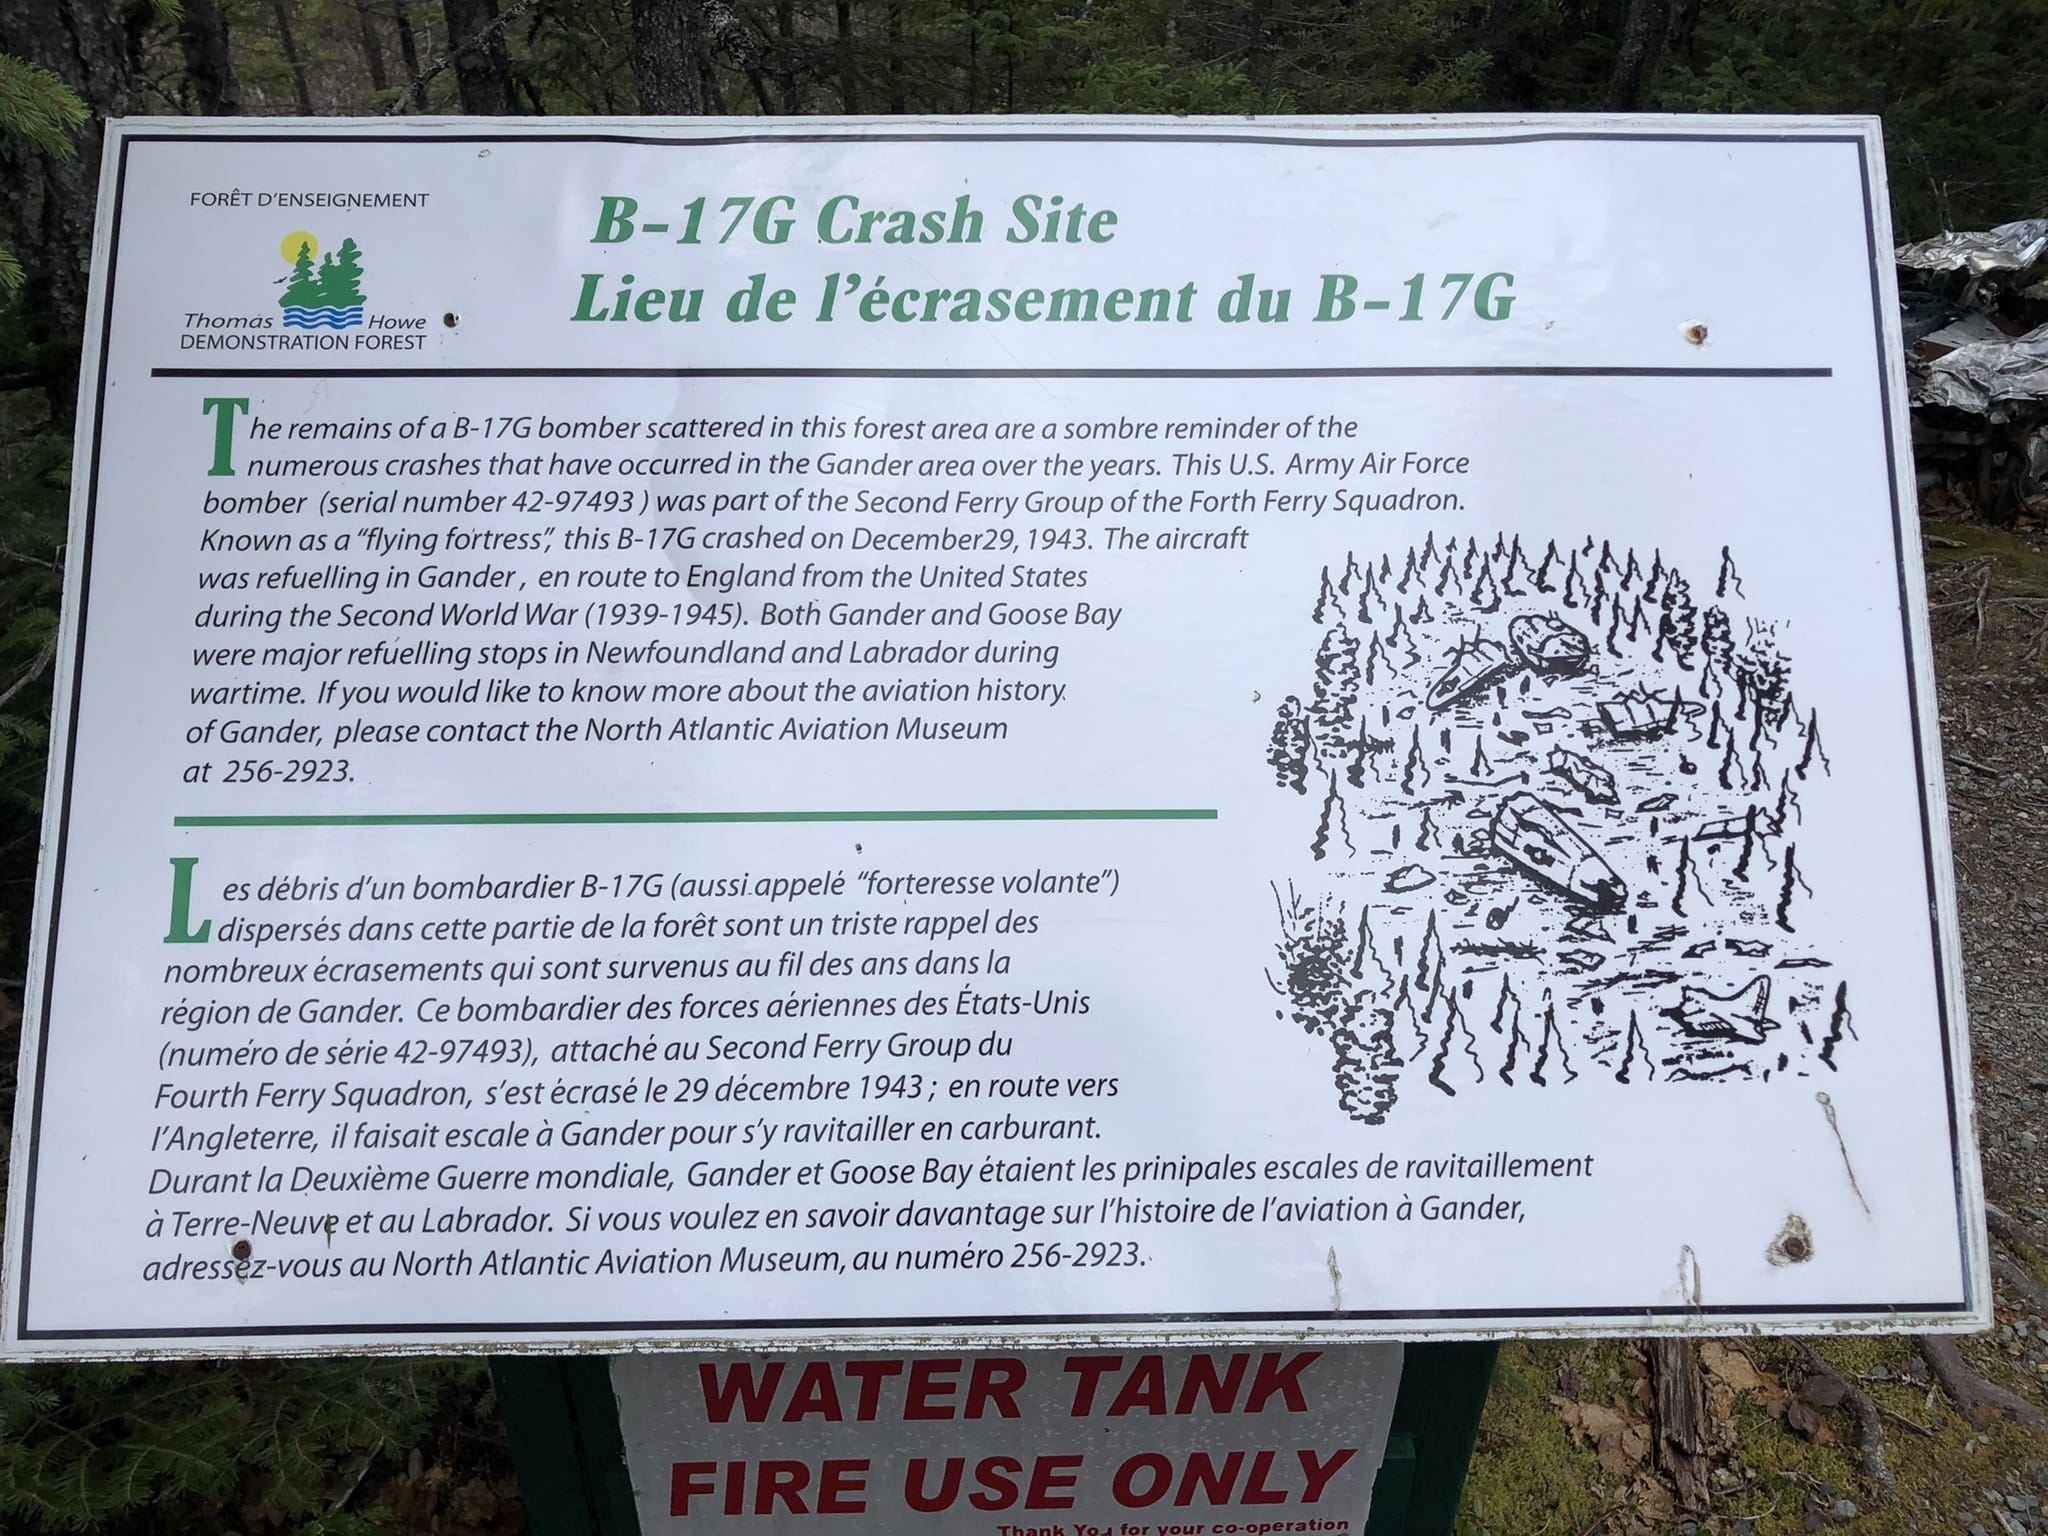 FORÊT D'ENSEIGNEMENT
Thomas Howe
DEMONSTRATION FOREST
B-17G Crash Site
Lieu de l'écrasement du B-17G
The remains of a B-17G bomber scattered in this forest area are a sombre reminder of the
numerous crashes that have occurred in the Gander area over the years. This U.S. Army Air Force
bomber (serial number 42-97493 ) was part of the Second Ferry Group of the Forth Ferry Squadron.
Known as a "flying fortress", this B-17G crashed on December29, 1943. The aircraft
was refuelling in Gander , en route to England from the United States
during the Second World War (1939-1945). Both Gander and Goose Bay
were major refuelling stops in Newfoundland and Labrador during
wartime. If you would like to know more about the aviation history
of Gander, please contact the North Atlantic Aviation Museum
at 256-2923.
Les débris d'un bombardier B-17G (aussi appelé "forteresse volante")
dispersés dans cette partie de la forêt sont un triste rappel des
nombreux écrasements qui sont survenus au fil des ans dans la
région de Gander. Ce bombardier des forces aériennes des États-Unis
(numéro de série 42-97493), attaché au Second Ferry Group du
Fourth Ferry Squadron, s'est écrasé le 29 décembre 1943 ; en route vers
l'Angleterre, il faisait escale à Gander pour s'y ravitailler en carburant.
Durant la Deuxième Guerre mondiale, Gander et Goose Bay étaient les prinipales escales de ravitaillement
à Terre-Neuve et au Labrador. Si vous voulez en savoir davantage sur l'histoire de l'aviation à Gander,
adressez-vous au North Atlantic Aviation Museum, au numéro 256-2923.
WATER TANK
FIRE USE ONLY
Thank You for your co-operation